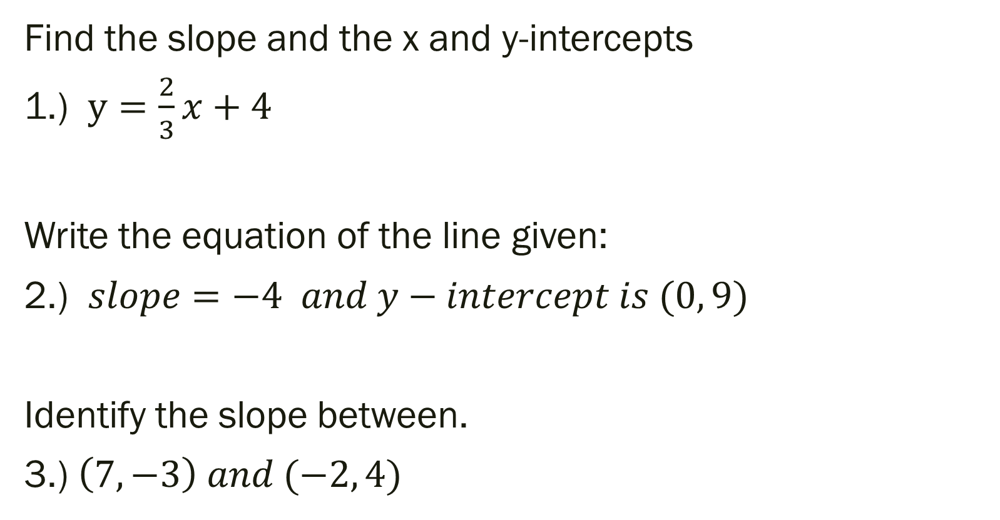 Find the slope and the x and y-intercepts
1.) y = \frac{2}{3}x + 4
Write the equation of the line given:
2.) slope = −4 and y − intercept is (0, 9)
Identify the slope between.
3.) (7, −3) and (−2, 4)